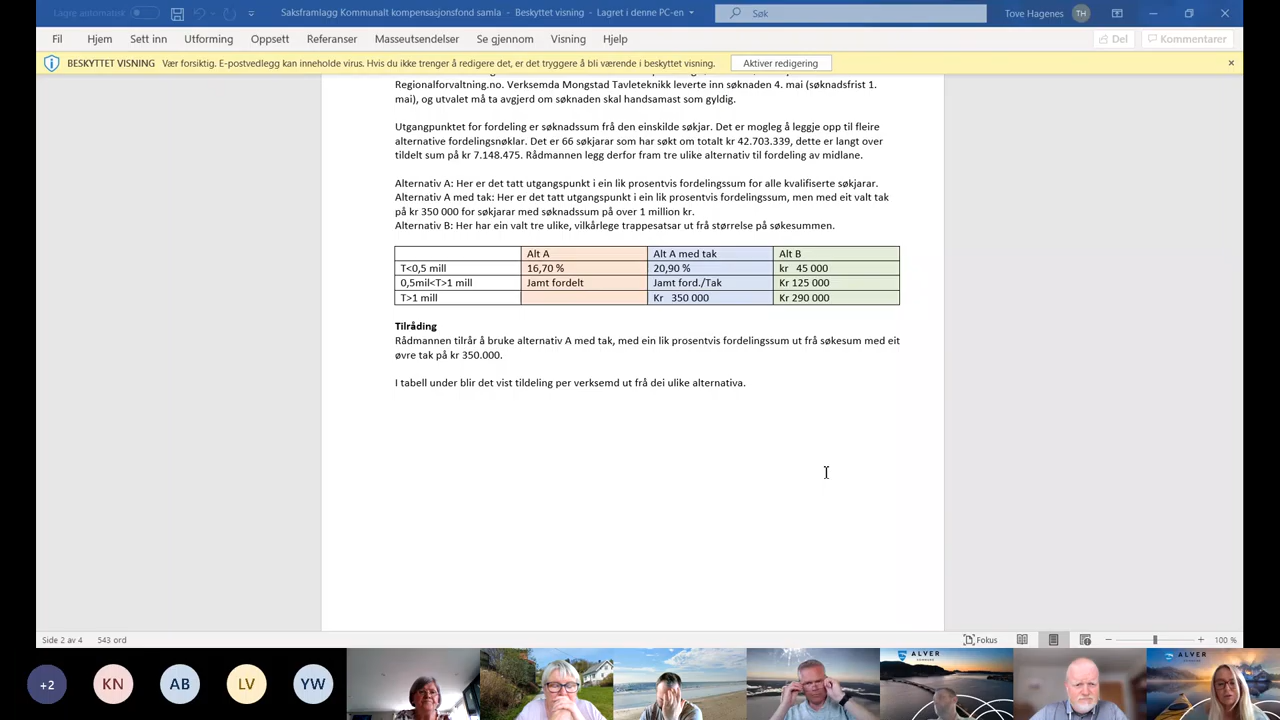 Lagre automatisk
Saksframlagg Kommunalt kompensasjonsfond samla - Beskyttet visning - Lagret i denne PC-en
Søk
Tove Hagenes TH
Fil Hjem Sett inn Utforming Oppsett Referanser Masseutsendelser Se gjennom Visning Hjelp Del Kommentarer
BESKYTTET VISNING Vær forsiktig. E-postvedlegg kan inneholde virus. Hvis du ikke trenger å redigere det, er det tryggere å bli værende i beskyttet visning. Aktiver redigering
Regionalforvaltning.no. Verksemda Mongstad Tavleteknikk leverte inn søknaden 4. mai (søknadsfrist 1.
mai), og utvalet må ta avgjerd om søknaden skal handsamast som gyldig.
Utgangpunktet for fordeling er søknadssum frå den einskilde søkjar. Det er mogleg å leggje opp til fleire
alternative fordelingsnøklar. Det er 66 søkjarar som har søkt om totalt kr 42.703.339, dette er langt over
tildelt sum på kr 7.148.475. Rådmannen legg derfor fram tre ulike alternativ til fordeling av midlane.
Alternativ A: Her er det tatt utgangspunkt i ein lik prosentvis fordelingssum for alle kvalifiserte søkjarar.
Alternativ A med tak: Her er det tatt utgangspunkt i ein lik prosentvis fordelingssum, men med eit valt tak
på kr 350 000 for søkjarar med søknadssum på over 1 million kr.
Alternativ B: Her har ein valt tre ulike, vilkårlege trappesatsar ut frå størrelse på søkesummen.
Alt A Alt A med tak Alt B
T<0,5 mill 16,70 % 20,90 % kr 45 000
0,5mil<T>1 mill Jamt fordelt Jamt ford./Tak Kr 125 000
T>1 mill Kr 350 000 Kr 290 000
Tilråding
Rådmannen tilrår å bruke alternativ A med tak, med ein lik prosentvis fordelingssum ut frå søkesum med eit
øvre tak på kr 350.000.
I tabell under blir det vist tildeling per verksemd ut frå dei ulike alternativa.
Side 2 av 4 543 ord Fokus 100 %
+2 KN AB LV YW
ALVER
ALVER